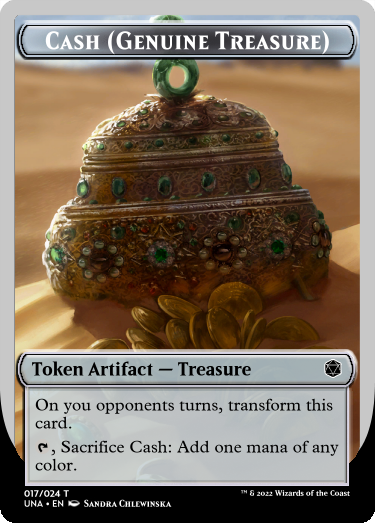 Cash (Genuine Treasure)
Token Artifact — Treasure
On you opponents turns, transform this
card.
, Sacrifice Cash: Add one mana of any
color.
017/024 T
UNA • EN Sandra Chlewinska
™ & 2022 Wizards of the Coast